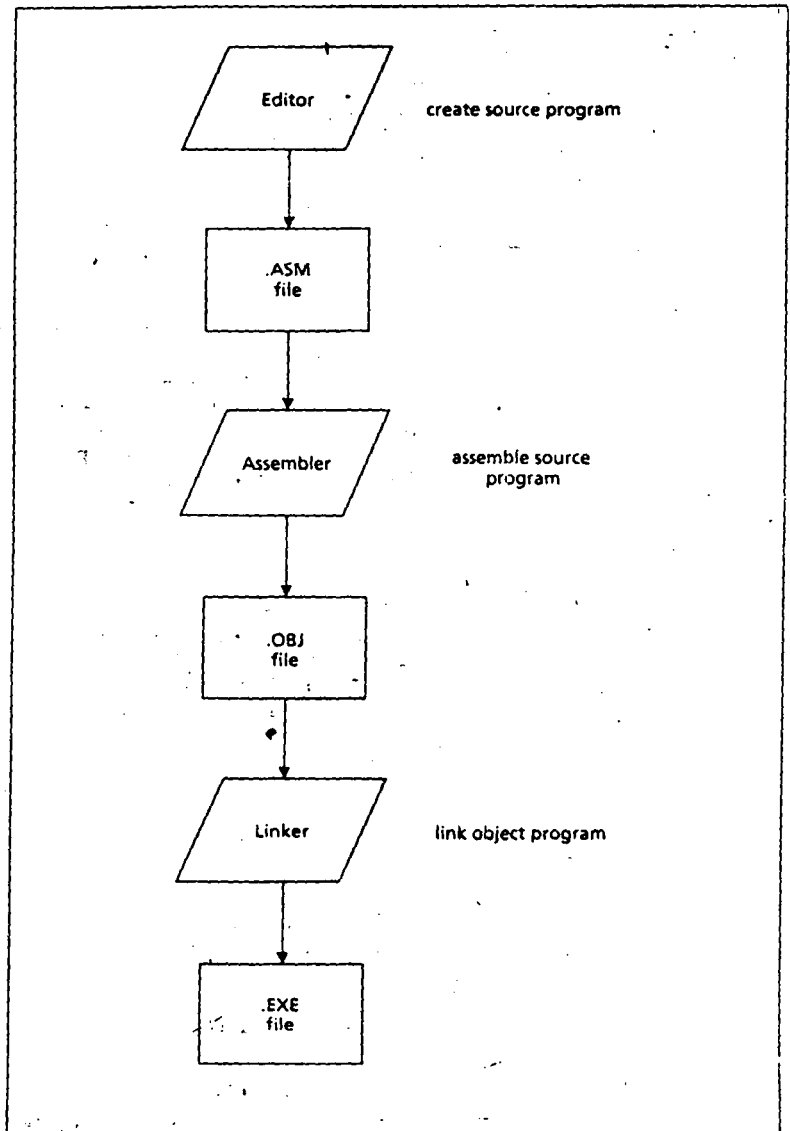 Editor
create source program
.ASM
file
Assembler
assemble source
program
.OBJ
file
Linker
link object program
.EXE
file